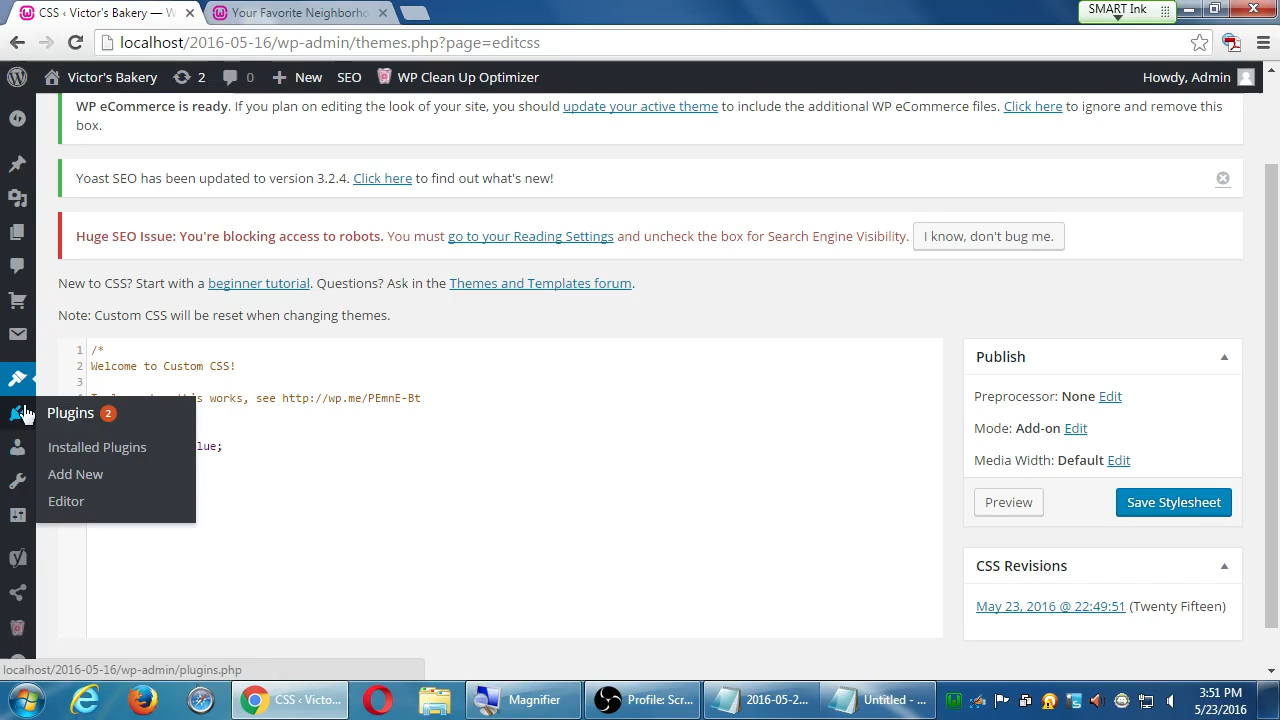 CSS ‹ Victor's Bakery — W
Your Favorite Neighborho
SMART Ink
localhost/2016-05-16/wp-admin/themes.php?page=editcss
Victor's Bakery 2 0 New SEO WP Clean Up Optimizer Howdy, Admin
WP eCommerce is ready. If you plan on editing the look of your site, you should update your active theme to include the additional WP eCommerce files. Click here to ignore and remove this
box.
Yoast SEO has been updated to version 3.2.4. Click here to find out what's new!
Huge SEO Issue: You're blocking access to robots. You must go to your Reading Settings and uncheck the box for Search Engine Visibility. I know, don't bug me.
New to CSS? Start with a beginner tutorial. Questions? Ask in the Themes and Templates forum.
Note: Custom CSS will be reset when changing themes.
1 /*
2 Welcome to Custom CSS!
3
works, see http://wp.me/PEmnE-Bt
lue;
Plugins 2
Installed Plugins
Add New
Editor
Publish
Preprocessor: None Edit
Mode: Add-on Edit
Media Width: Default Edit
Preview Save Stylesheet
CSS Revisions
May 23, 2016 @ 22:49:51 (Twenty Fifteen)
localhost/2016-05-16/wp-admin/plugins.php
CSS ‹ Victo... Magnifier Profile: Scr... 2016-05-2... Untitled - ...
3:51 PM
5/23/2016